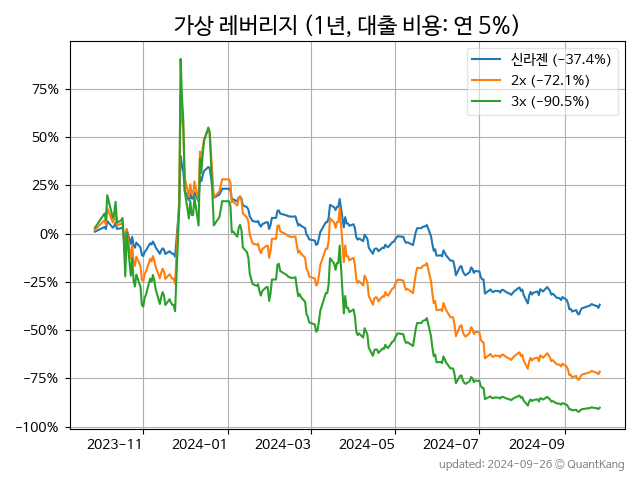 가상 레버리지 (1년, 대출 비용: 연 5%)
신라젠 (−37.4%)
2x (−72.1%)
3x (−90.5%)
75%
50%
25%
0%
−25%
−50%
−75%
−100%
2023-11 2024-01 2024-03 2024-05 2024-07 2024-09
updated: 2024-09-26 © QuantKang